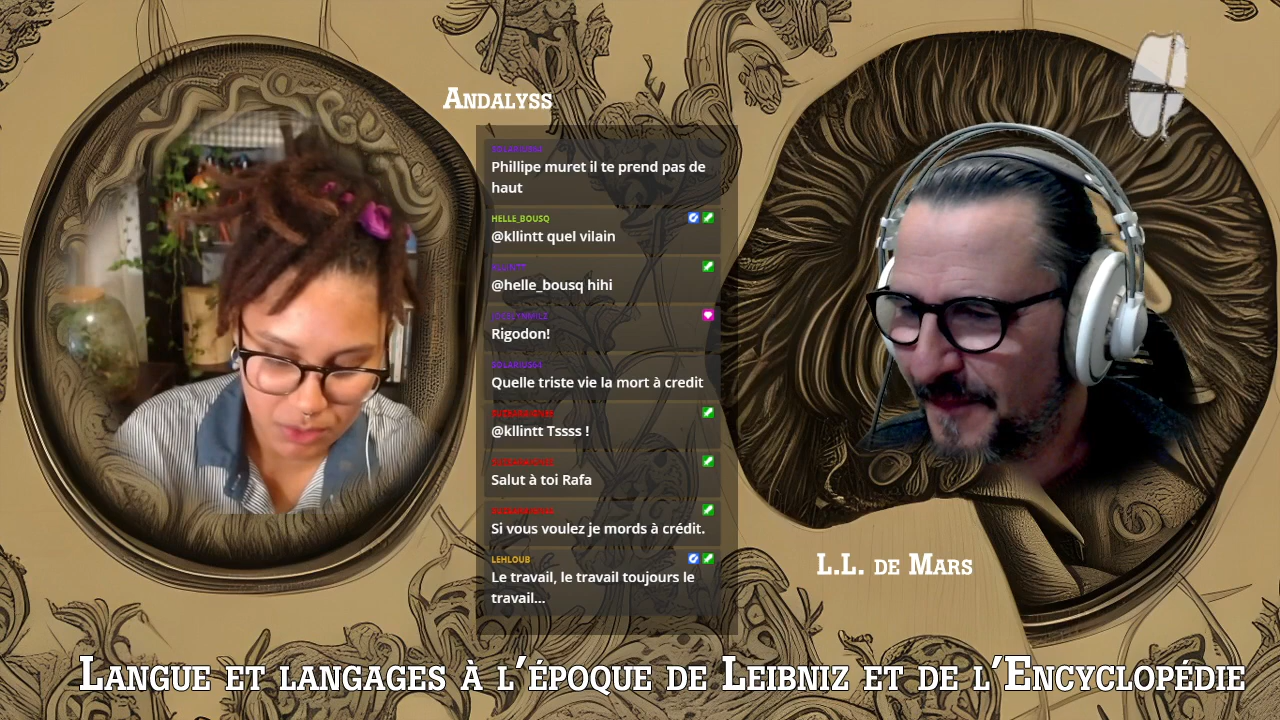 Andalyss
Phillipe muret il te prend pas de
haut
HELLE_BOUSQ
@kllintt quel vilain
@helle_bousq hihi
Rigodon!
Quelle triste vie la mort à credit
@kllintt Tssss !
Salut à toi Rafa
Si vous voulez je mords à crédit.
LEHLOUB
Le travail, le travail toujours le
travail...
L.L. de Mars
Langue et langages à l'époque de Leibniz et de l'Encyclopédie